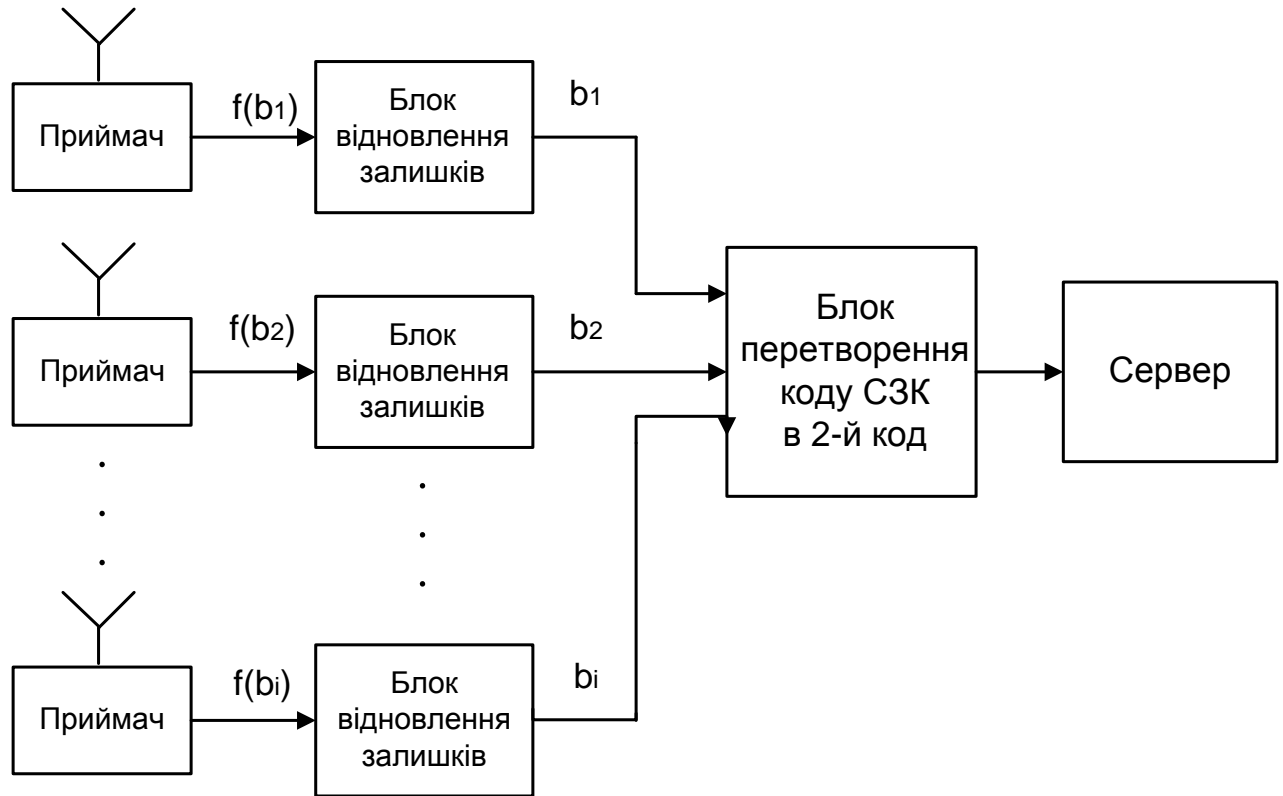 Приймач
f(b1)
Блок
відновлення
залишків
b1
Приймач
f(b2)
Блок
відновлення
залишків
b2
Блок
перетворення
коду СЗК
в 2-й код
Сервер
Приймач
f(bi)
Блок
відновлення
залишків
bi